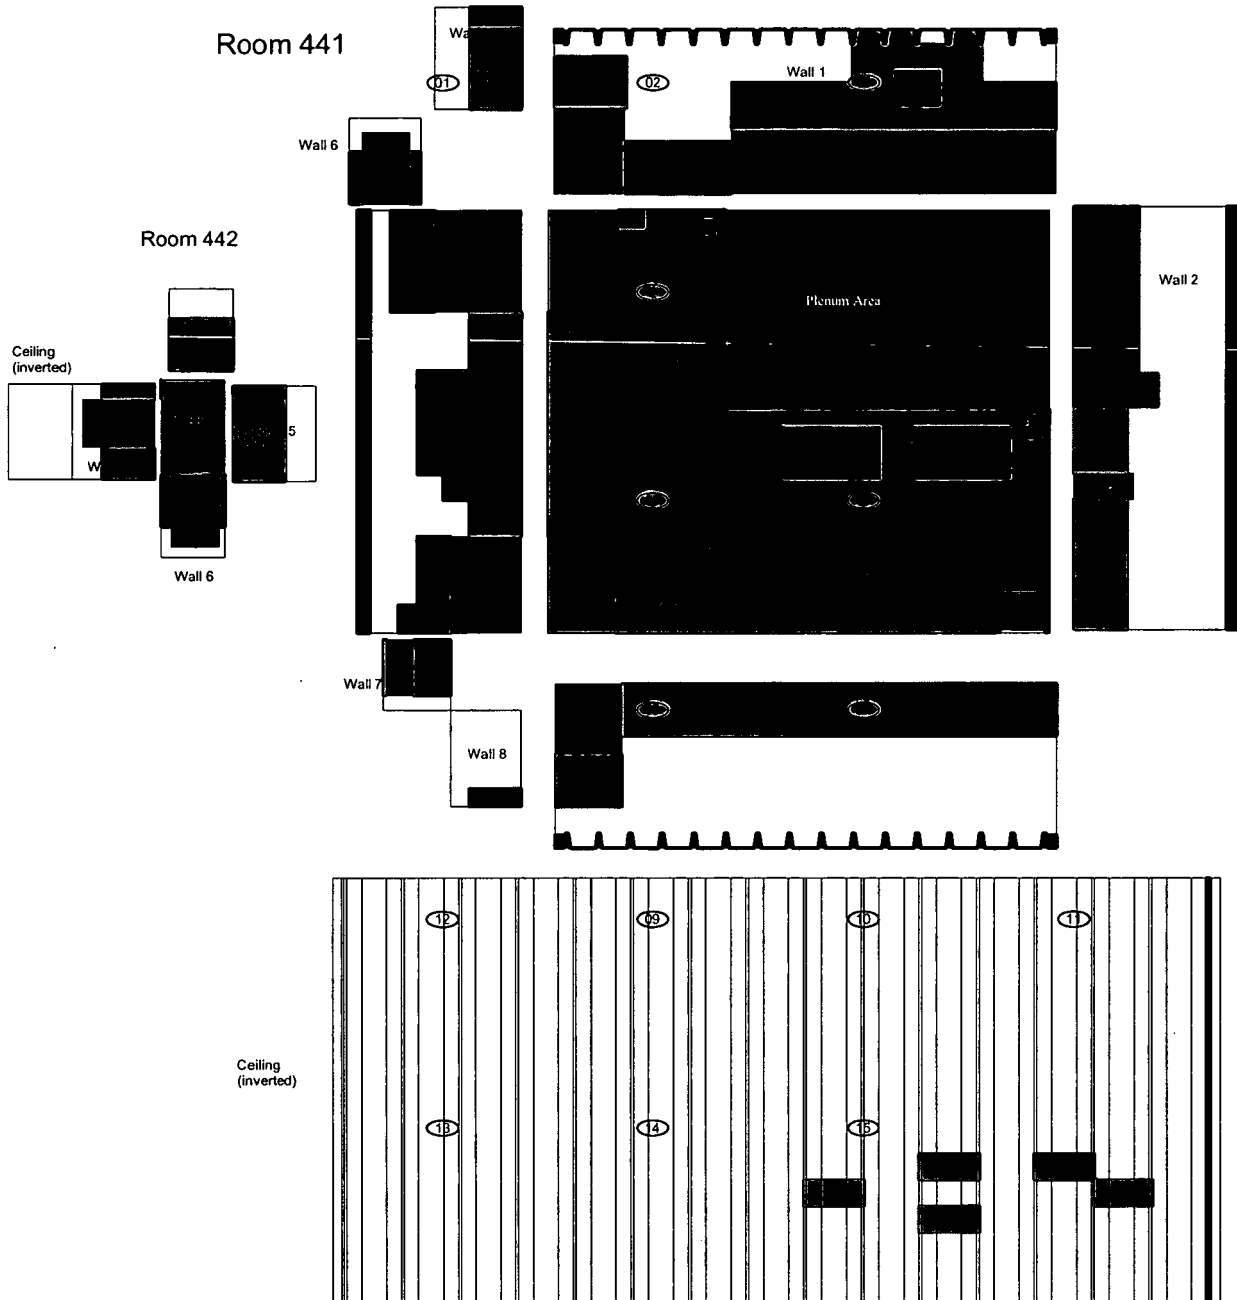 Room 441
Wa
01
02
Wall 1
Wall 6
Room 442
Wall 2
Plenum Area
Ceiling
(inverted)
5
W
Wall 6
Wall 7
Wall 8
12
09
10
11
Ceiling
(inverted)
13
14
15